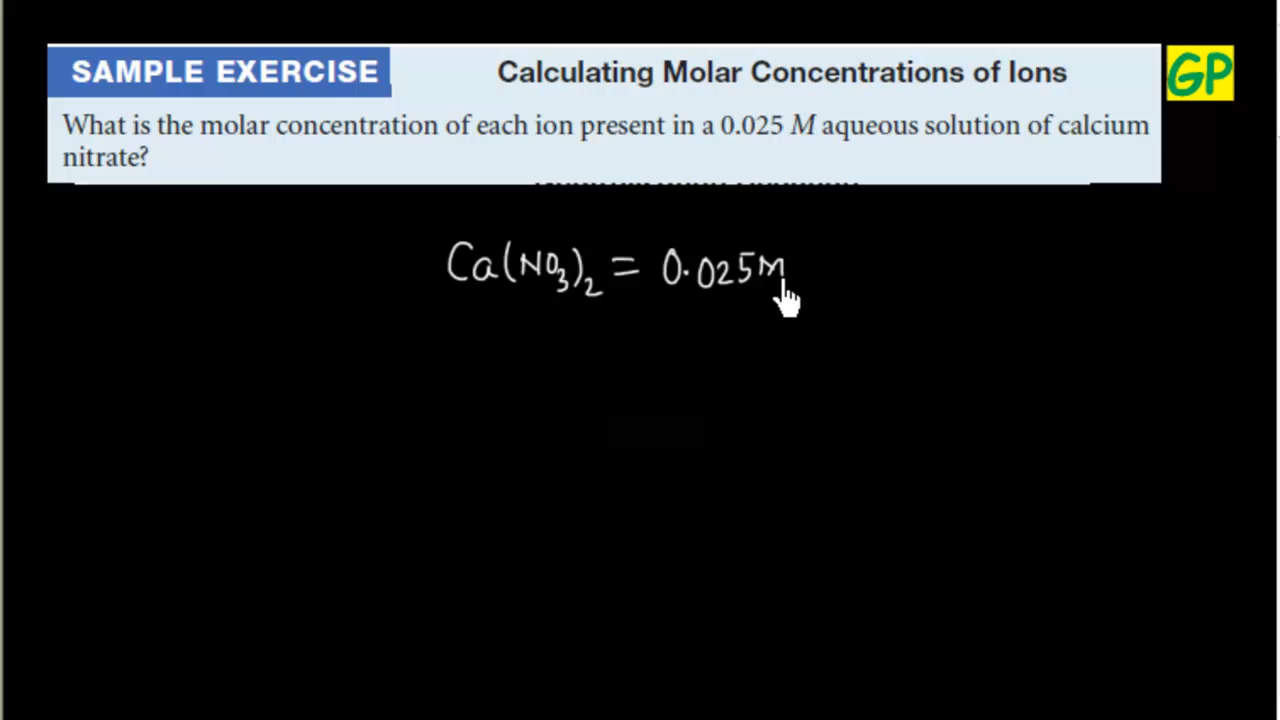 SAMPLE EXERCISE Calculating Molar Concentrations of Ions
GP
What is the molar concentration of each ion present in a 0.025 M aqueous solution of calcium
nitrate?
Ca(NO₃)₂ = 0.025M